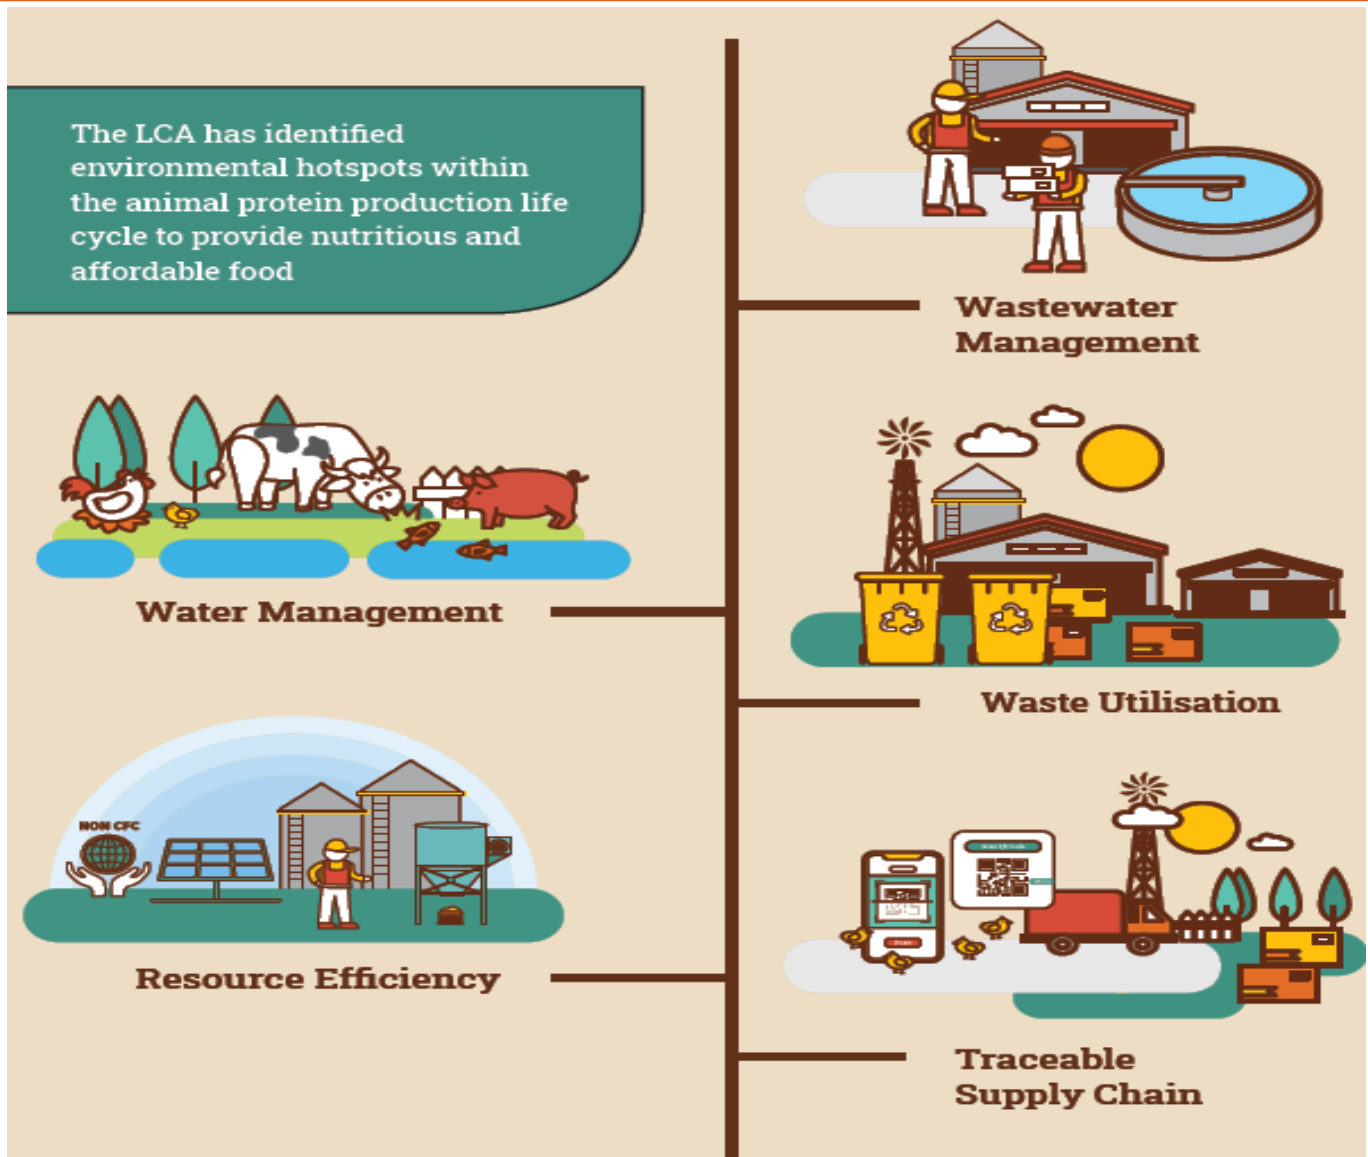 The LCA has identified
environmental hotspots within
the animal protein production life
cycle to provide nutritious and
affordable food
Wastewater
Management
Water Management
Waste Utilisation
NON CFC
Resource Efficiency
Traceable
Supply Chain